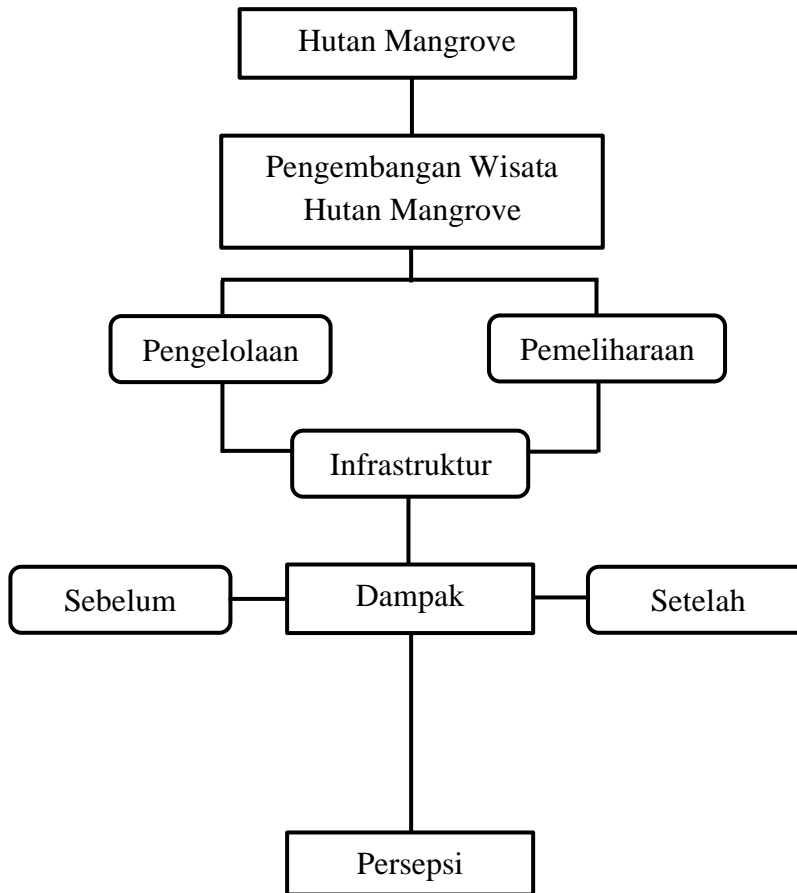 Hutan Mangrove
Pengembangan Wisata
Hutan Mangrove
Pengelolaan
Pemeliharaan
Infrastruktur
Sebelum
Dampak
Setelah
Persepsi